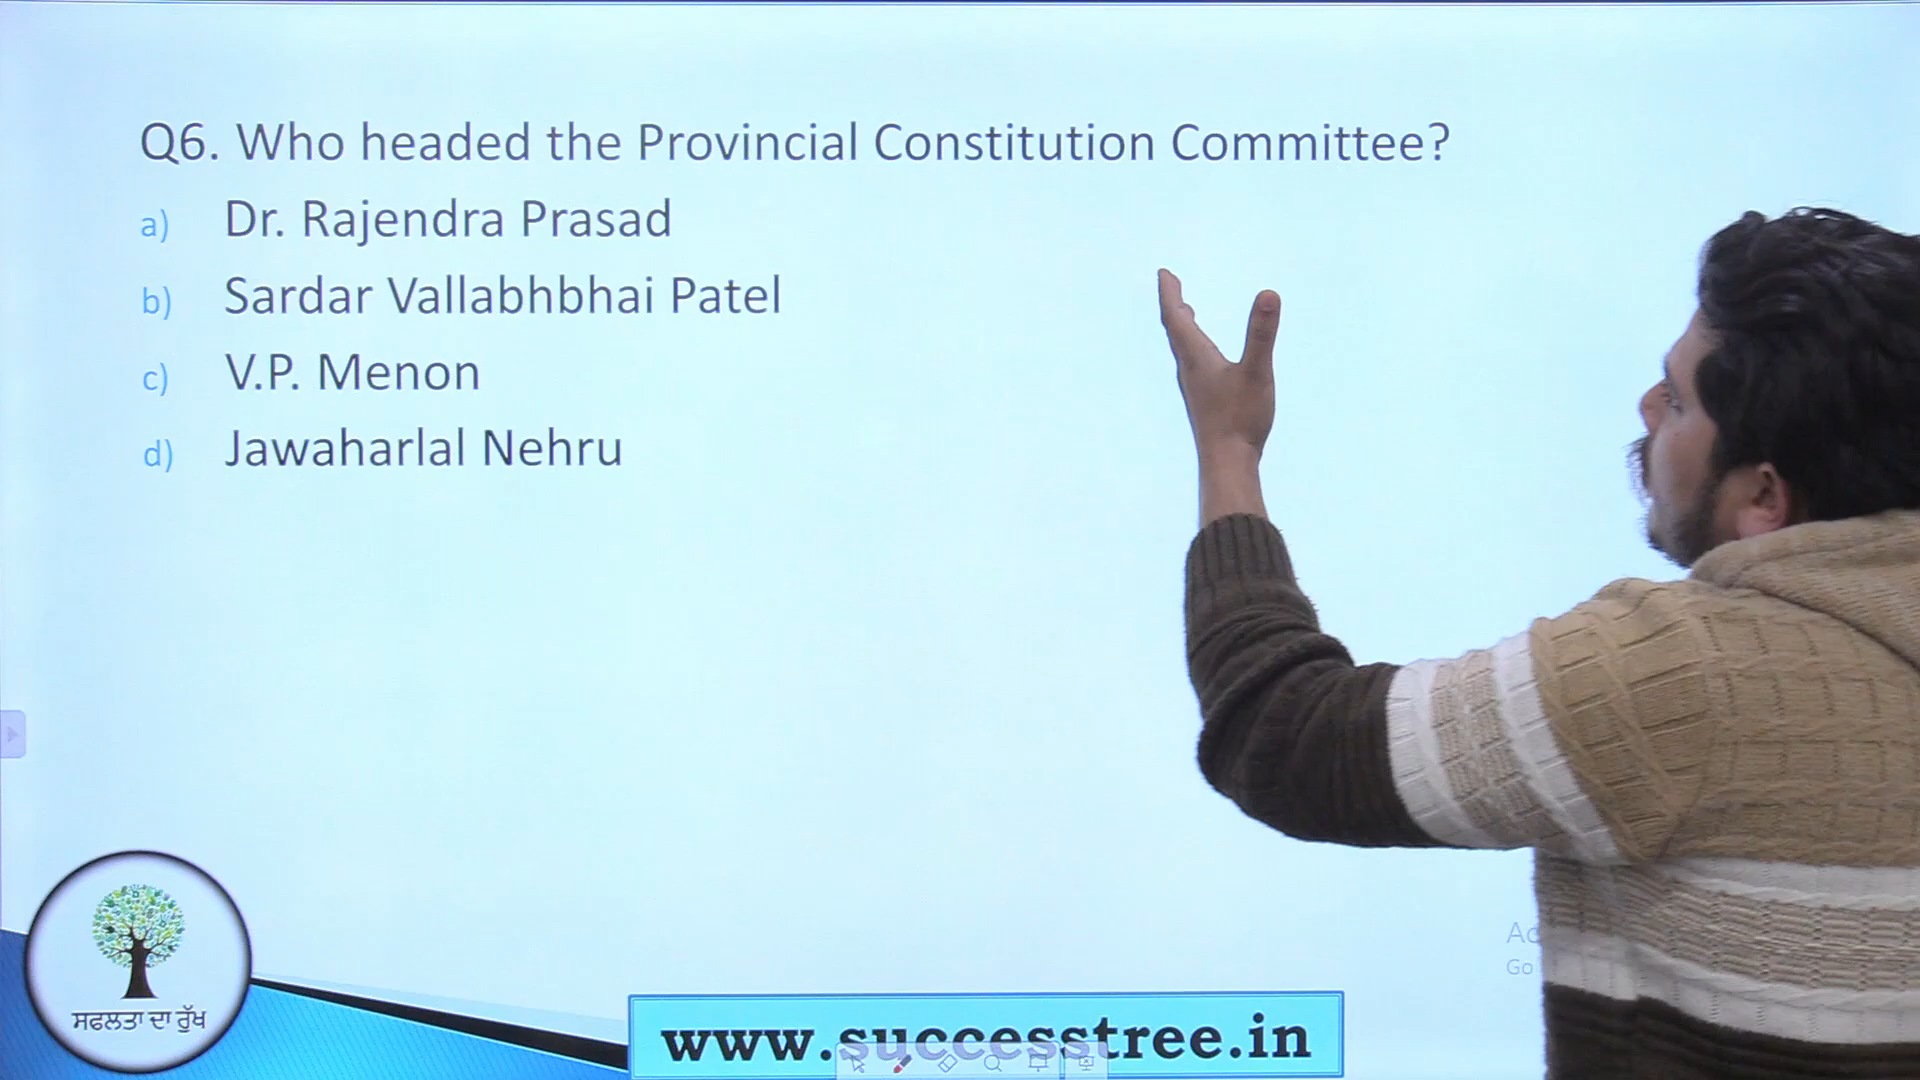 Q6. Who headed the Provincial Constitution Committee?
a) Dr. Rajendra Prasad
b) Sardar Vallabhbhai Patel
c) V.P. Menon
d) Jawaharlal Nehru
Go
ਸਫਲਤਾ ਦਾ ਰੁੱਖ
www.successtree.in